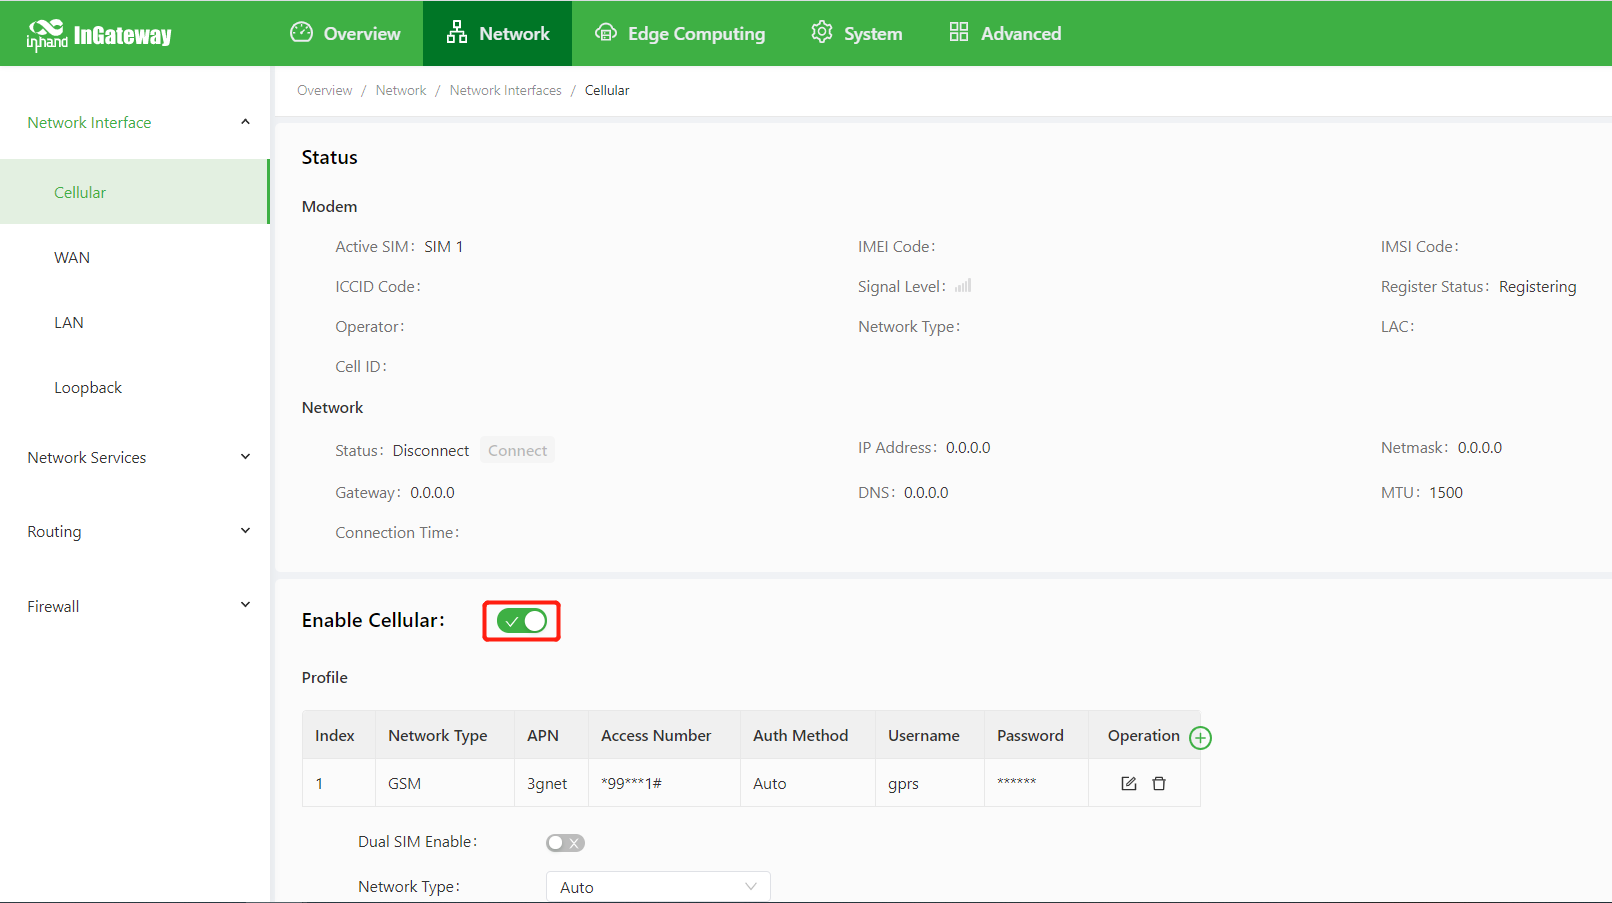 inhand InGateway Overview Network Edge Computing System Advanced
Overview / Network / Network Interfaces / Cellular
Network Interface
Cellular
WAN
LAN
Loopback
Network Services
Routing
Firewall
Status
Modem
Active SIM: SIM 1 IMEI Code: IMSI Code:
ICCID Code: Signal Level: Register Status: Registering
Operator: Network Type: LAC:
Cell ID:
Network
Status: Disconnect Connect IP Address: 0.0.0.0 Netmask: 0.0.0.0
Gateway: 0.0.0.0 DNS: 0.0.0.0 MTU: 1500
Connection Time:
Enable Cellular:
Profile
Index Network Type APN Access Number Auth Method Username Password Operation
1 GSM 3gnet *99***1# Auto gprs ******
Dual SIM Enable:
Network Type: Auto